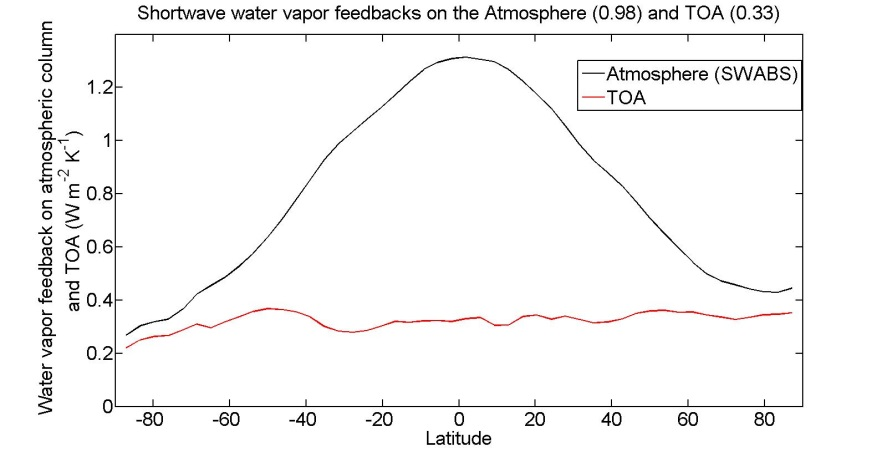 Shortwave water vapor feedbacks on the Atmosphere (0.98) and TOA (0.33)
Water vapor feedback on atmospheric column
and TOA (W m⁻² K⁻¹)
1.2
1
0.8
0.6
0.4
0.2
0
Atmosphere (SWABS)
TOA
-80 -60 -40 -20 0 20 40 60 80
Latitude